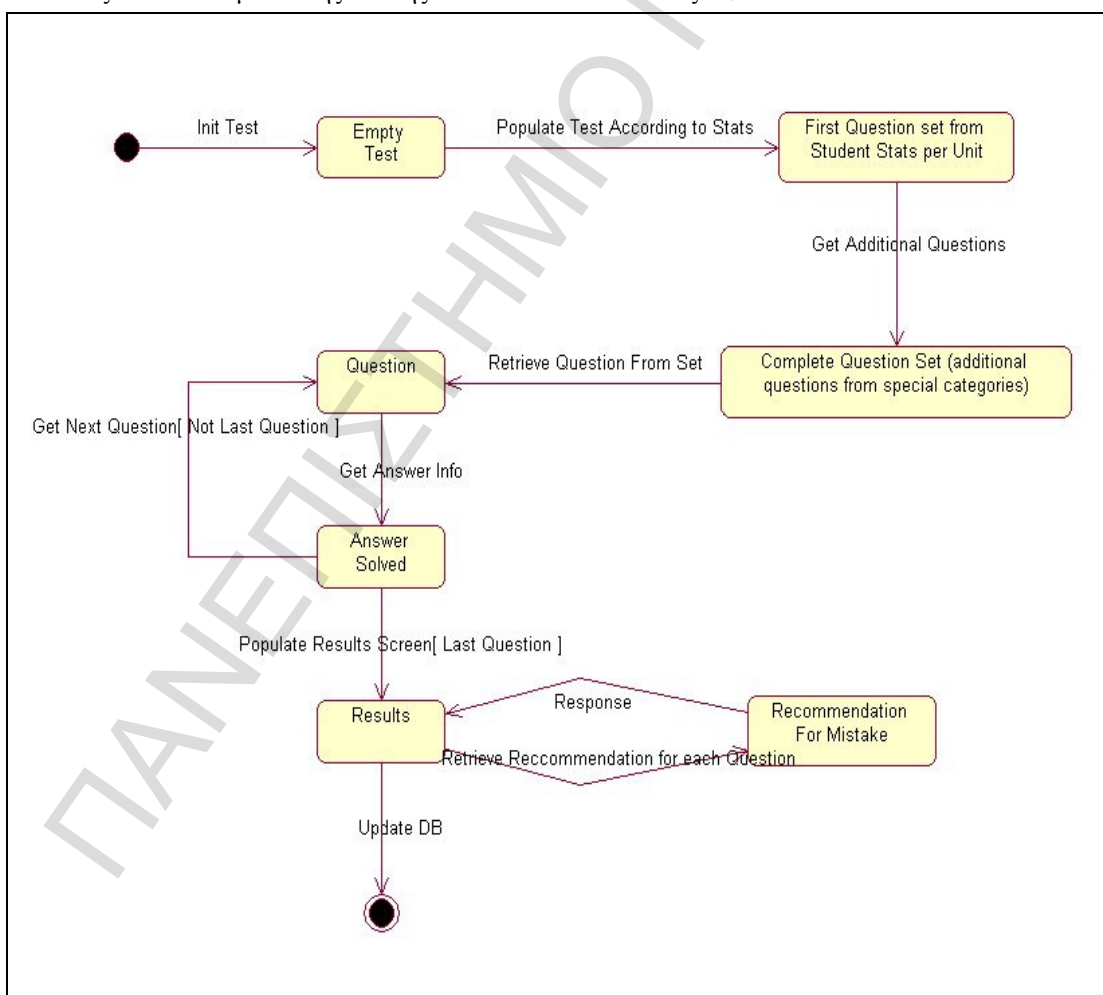 Init Test
Empty
Test
Populate Test According to Stats
First Question set from
Student Stats per Unit
Get Additional Questions
Complete Question Set (additional
questions from special categories)
Retrieve Question From Set
Question
Get Next Question[ Not Last Question ]
Get Answer Info
Answer
Solved
Populate Results Screen[ Last Question ]
Results
Response
Recommendation
For Mistake
Retrieve Reccommendation for each Question
Update DB
ΠΑΝΕΠΙΣΤΗΜΙΟ